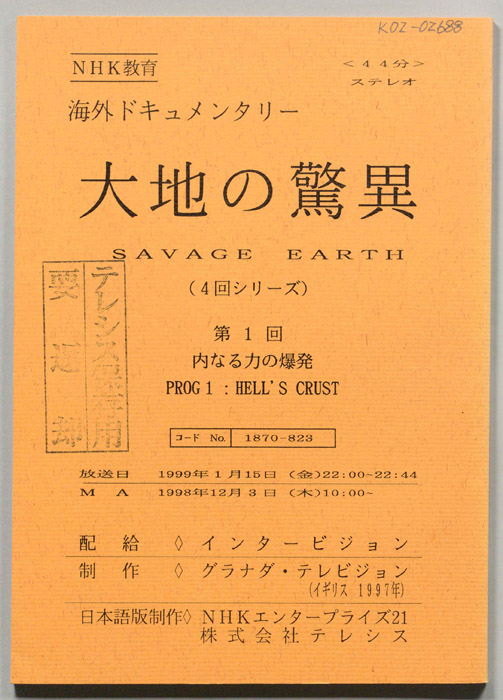 K02-02688
NHK教育
<44分>
ステレオ
海外ドキュメンタリー
大地の驚異
SAVAGE EARTH
(4回シリーズ)
テレシス保存用
要返却
第1回
内なる力の爆発
PROG1:HELL'S CRUST
コード No. 1870-823
放送日 1999年1月15日(金)22:00~22:44
MA 1998年12月3日(木)10:00~
配給◇インタービジョン
制作◇グラナダ・テレビジョン
(イギリス 1997年)
日本語版制作◇NHKエンタープライズ21
株式会社テレシス